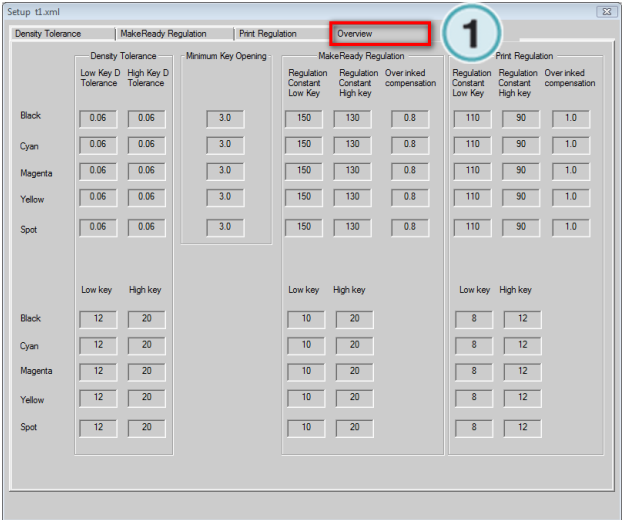 Setup t1.xml
Density Tolerance MakeReady Regulation Print Regulation Overview
1
Density Tolerance Minimum Key Opening MakeReady Regulation Print Regulation
Low Key D High Key D Regulation Regulation Over inked Regulation Regulation Over inked
Tolerance Tolerance Constant Constant compensation Constant Constant compensation
Low Key High key Low Key High key
Black 0.06 0.06 3.0 150 130 0.8 110 90 1.0
Cyan 0.06 0.06 3.0 150 130 0.8 110 90 1.0
Magenta 0.06 0.06 3.0 150 130 0.8 110 90 1.0
Yellow 0.06 0.06 3.0 150 130 0.8 110 90 1.0
Spot 0.06 0.06 3.0 150 130 0.8 110 90 1.0
Low key High key Low key High key Low key High key
Black 12 20 10 20 8 12
Cyan 12 20 10 20 8 12
Magenta 12 20 10 20 8 12
Yellow 12 20 10 20 8 12
Spot 12 20 10 20 8 12